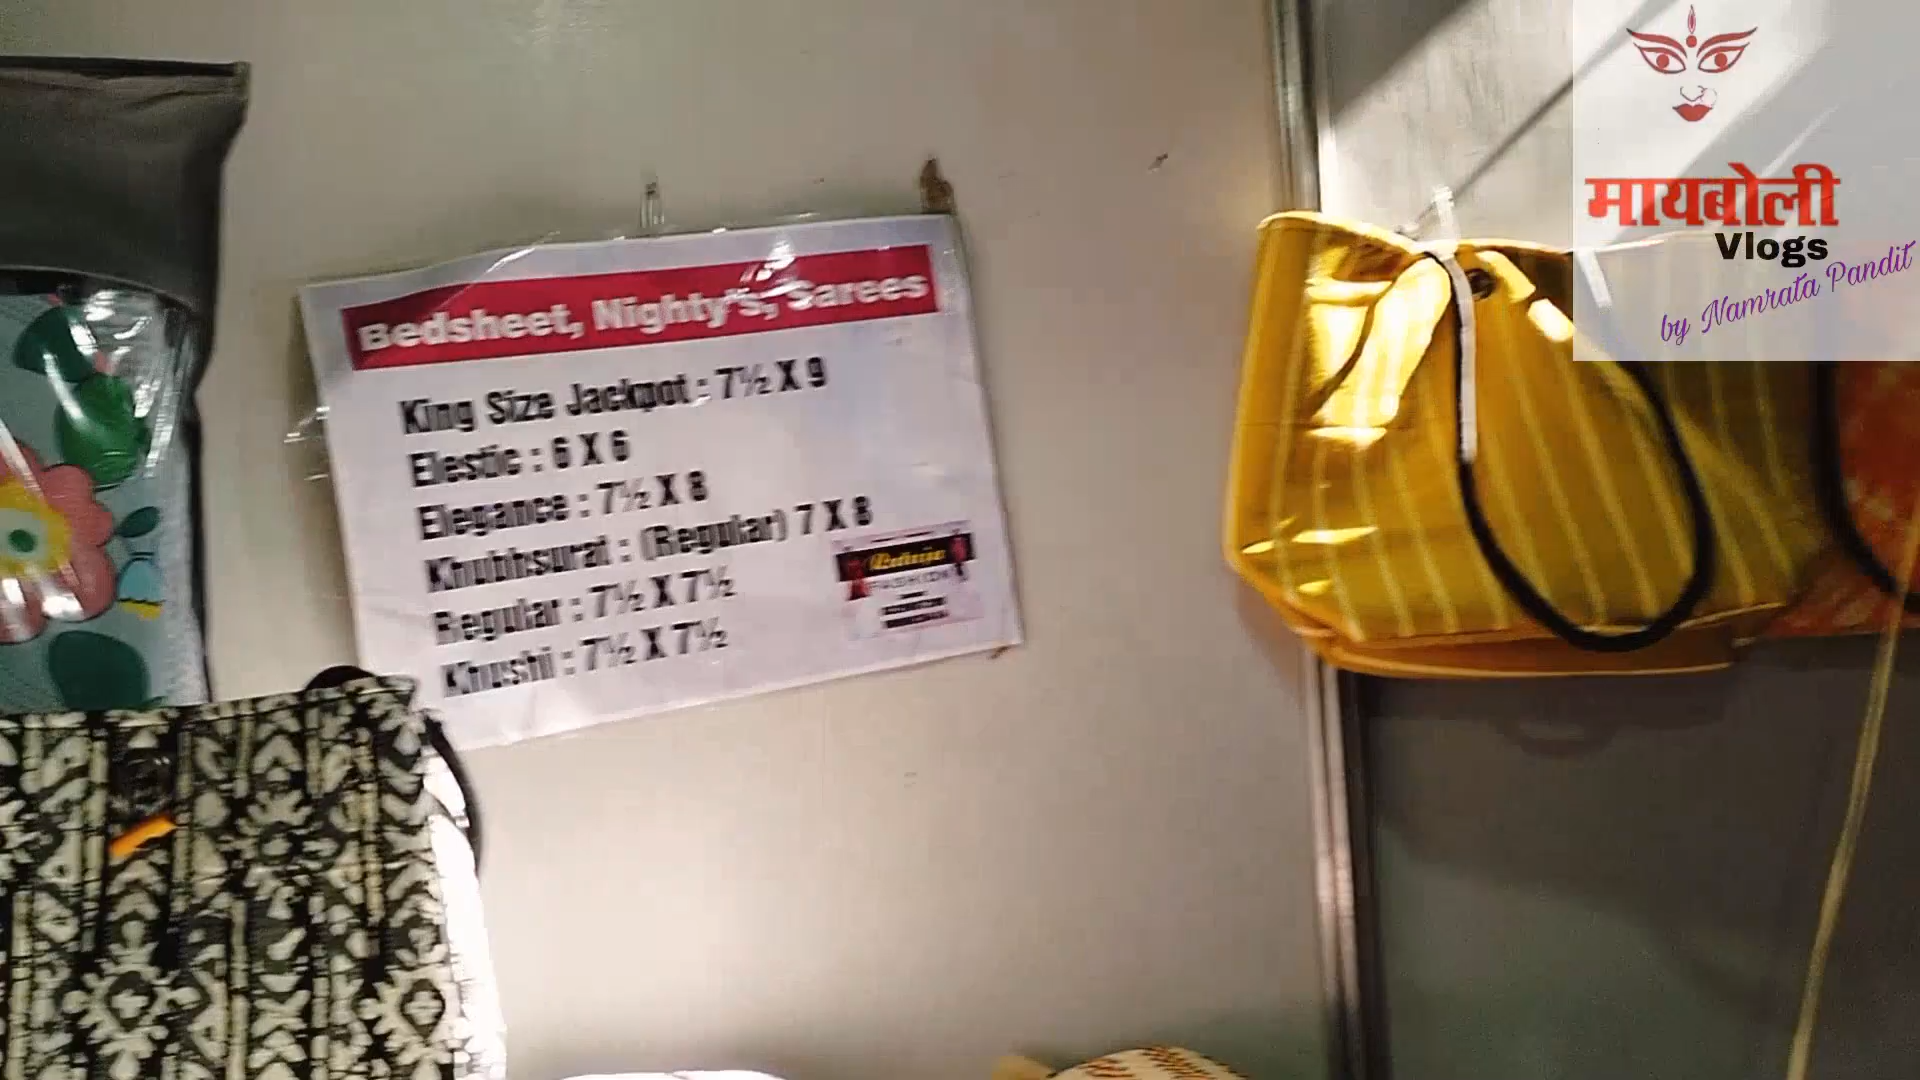 Bedsheet, Nighty's, Sarees
King Size Jackpot : 7½ X 9
Elestic : 6 X 6
Elegance : 7½ X 8
Khubhsurat : (Regular) 7 X 8
Regular : 7½ X 7½
Khushi : 7½ X 7½
FASHION
मायबोली
Vlogs
by Namrata Pandit